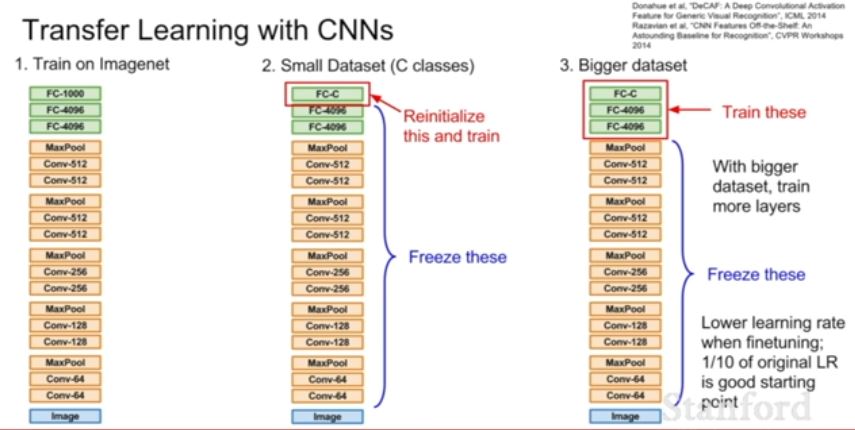 Transfer Learning with CNNs
Donahue et al, "DeCAF: A Deep Convolutional Activation
Feature for Generic Visual Recognition", ICML 2014
Razavian et al, "CNN Features Off-the-Shelf: An
Astounding Baseline for Recognition", CVPR Workshops
2014
1. Train on Imagenet
FC-1000
FC-4096
FC-4096
MaxPool
Conv-512
Conv-512
MaxPool
Conv-512
Conv-512
MaxPool
Conv-256
Conv-256
MaxPool
Conv-128
Conv-128
MaxPool
Conv-64
Conv-64
Image
2. Small Dataset (C classes)
FC-C
FC-4096
FC-4096
MaxPool
Conv-512
Conv-512
MaxPool
Conv-512
Conv-512
MaxPool
Conv-256
Conv-256
MaxPool
Conv-128
Conv-128
MaxPool
Conv-64
Conv-64
Image
Reinitialize
this and train
Freeze these
3. Bigger dataset
FC-C
FC-4096
FC-4096
MaxPool
Conv-512
Conv-512
MaxPool
Conv-512
Conv-512
MaxPool
Conv-256
Conv-256
MaxPool
Conv-128
Conv-128
MaxPool
Conv-64
Conv-64
Image
Train these
With bigger
dataset, train
more layers
Freeze these
Lower learning rate
when finetuning;
1/10 of original LR
is good starting
point
Stanford